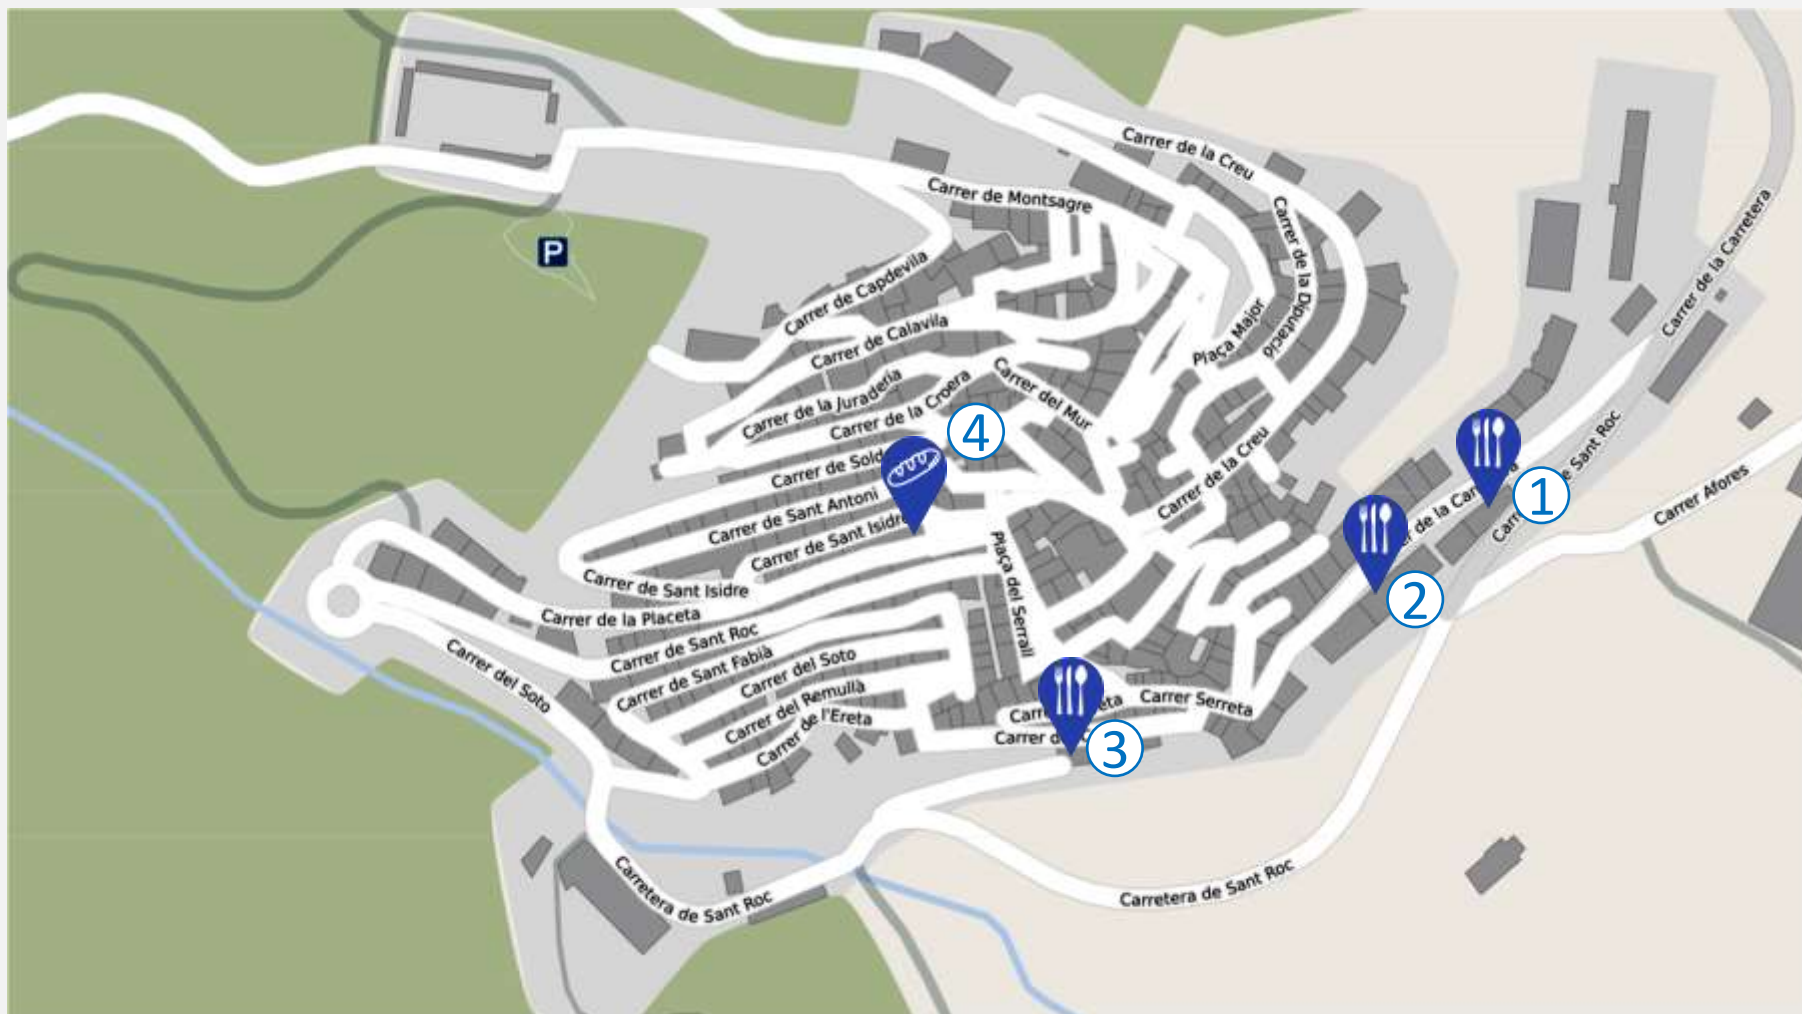 Carrer de la Creu
Carrer de Montsagre
Carrer de la Diputació
Carrer de la Carretera
Carrer de Capdevila
Plaça Major
P
Carrer de Calavila
Carrer de la Juraderia
Carrer de la Croera
Carrer del Mur
4
Carrer de la Creu
Carrer de
Carrer de Sant Antoni
Carrer de Sant Isidre
Carrer de Sant Isidre
Plaça del Serrall
1
de la
Sant Roc
Carrer Afores
2
Carrer de la Placeta
Carrer de Sant Roc
Carrer de Sant Fabià
Carrer del Soto
Carrer del Soto
Carrer del Remullà
Carrer de l'Ereta
Carrer Serreta
Carrer
3
Carretera de Sant Roc
Carretera de Sant Roc